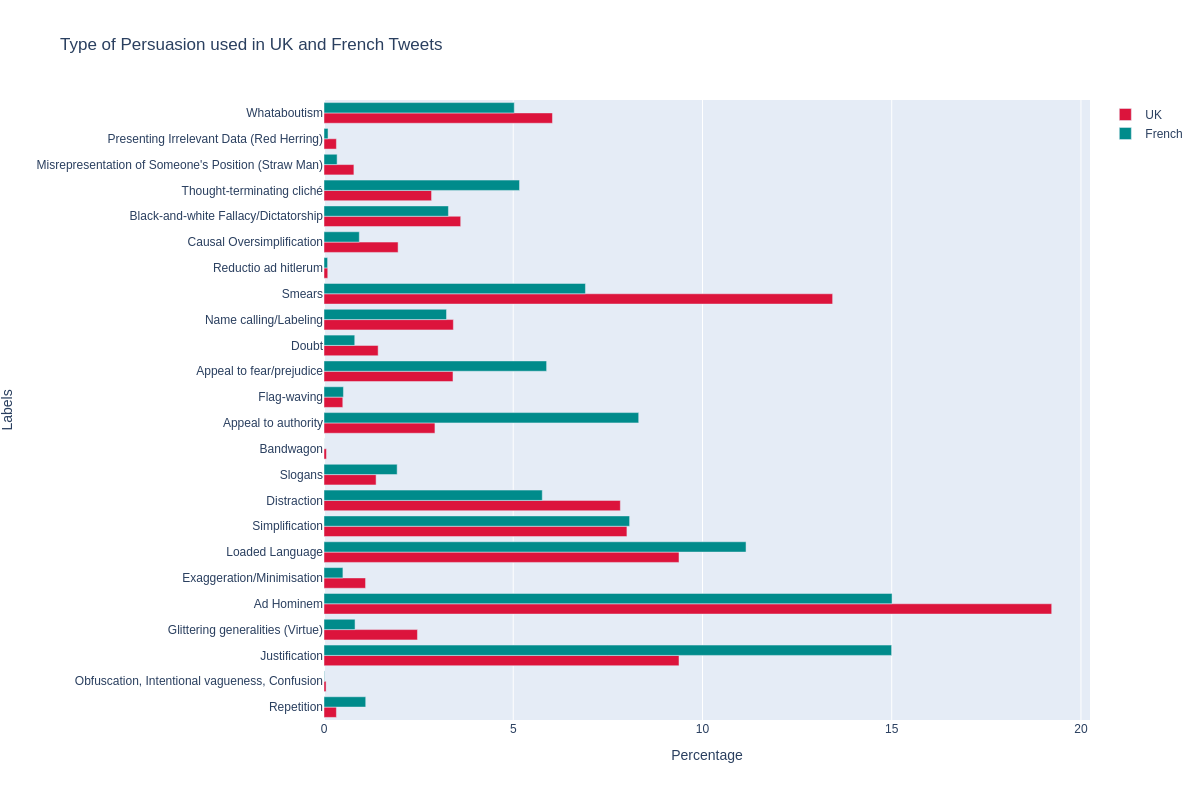 Type of Persuasion used in UK and French Tweets
UK
French
Labels
Whataboutism
Presenting Irrelevant Data (Red Herring)
Misrepresentation of Someone's Position (Straw Man)
Thought-terminating cliché
Black-and-white Fallacy/Dictatorship
Causal Oversimplification
Reductio ad hitlerum
Smears
Name calling/Labeling
Doubt
Appeal to fear/prejudice
Flag-waving
Appeal to authority
Bandwagon
Slogans
Distraction
Simplification
Loaded Language
Exaggeration/Minimisation
Ad Hominem
Glittering generalities (Virtue)
Justification
Obfuscation, Intentional vagueness, Confusion
Repetition
0 5 10 15 20
Percentage